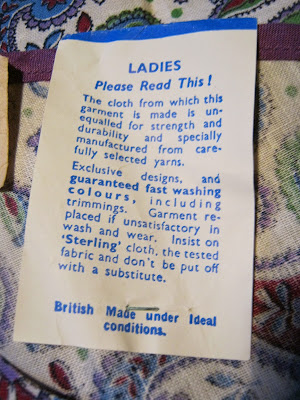 LADIES
Please Read This!
The cloth from which this
garment is made is un-
equalled for strength and
durability and specially
manufactured from care-
fully selected yarns.
Exclusive designs, and
guaranteed fast washing
colours, including
trimmings. Garment re-
placed if unsatisfactory in
wash and wear. Insist on
'Sterling' cloth, the tested
fabric and don't be put off
with a substitute.
British Made under Ideal
conditions.